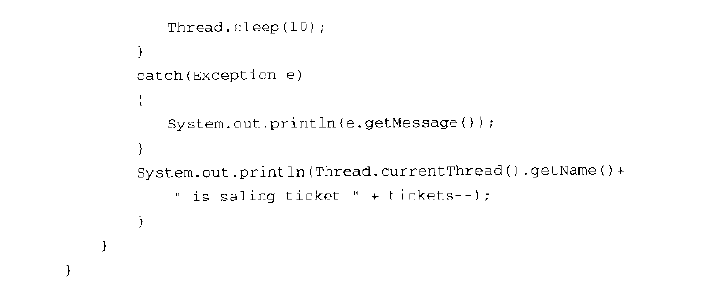 Thread.sleep(10);
}
catch(Exception e)
{
System.out.println(e.getMessage());
}
System.out.println(Thread.currentThread().getName()+
" is saling ticket " + tickets--);
}
}
}